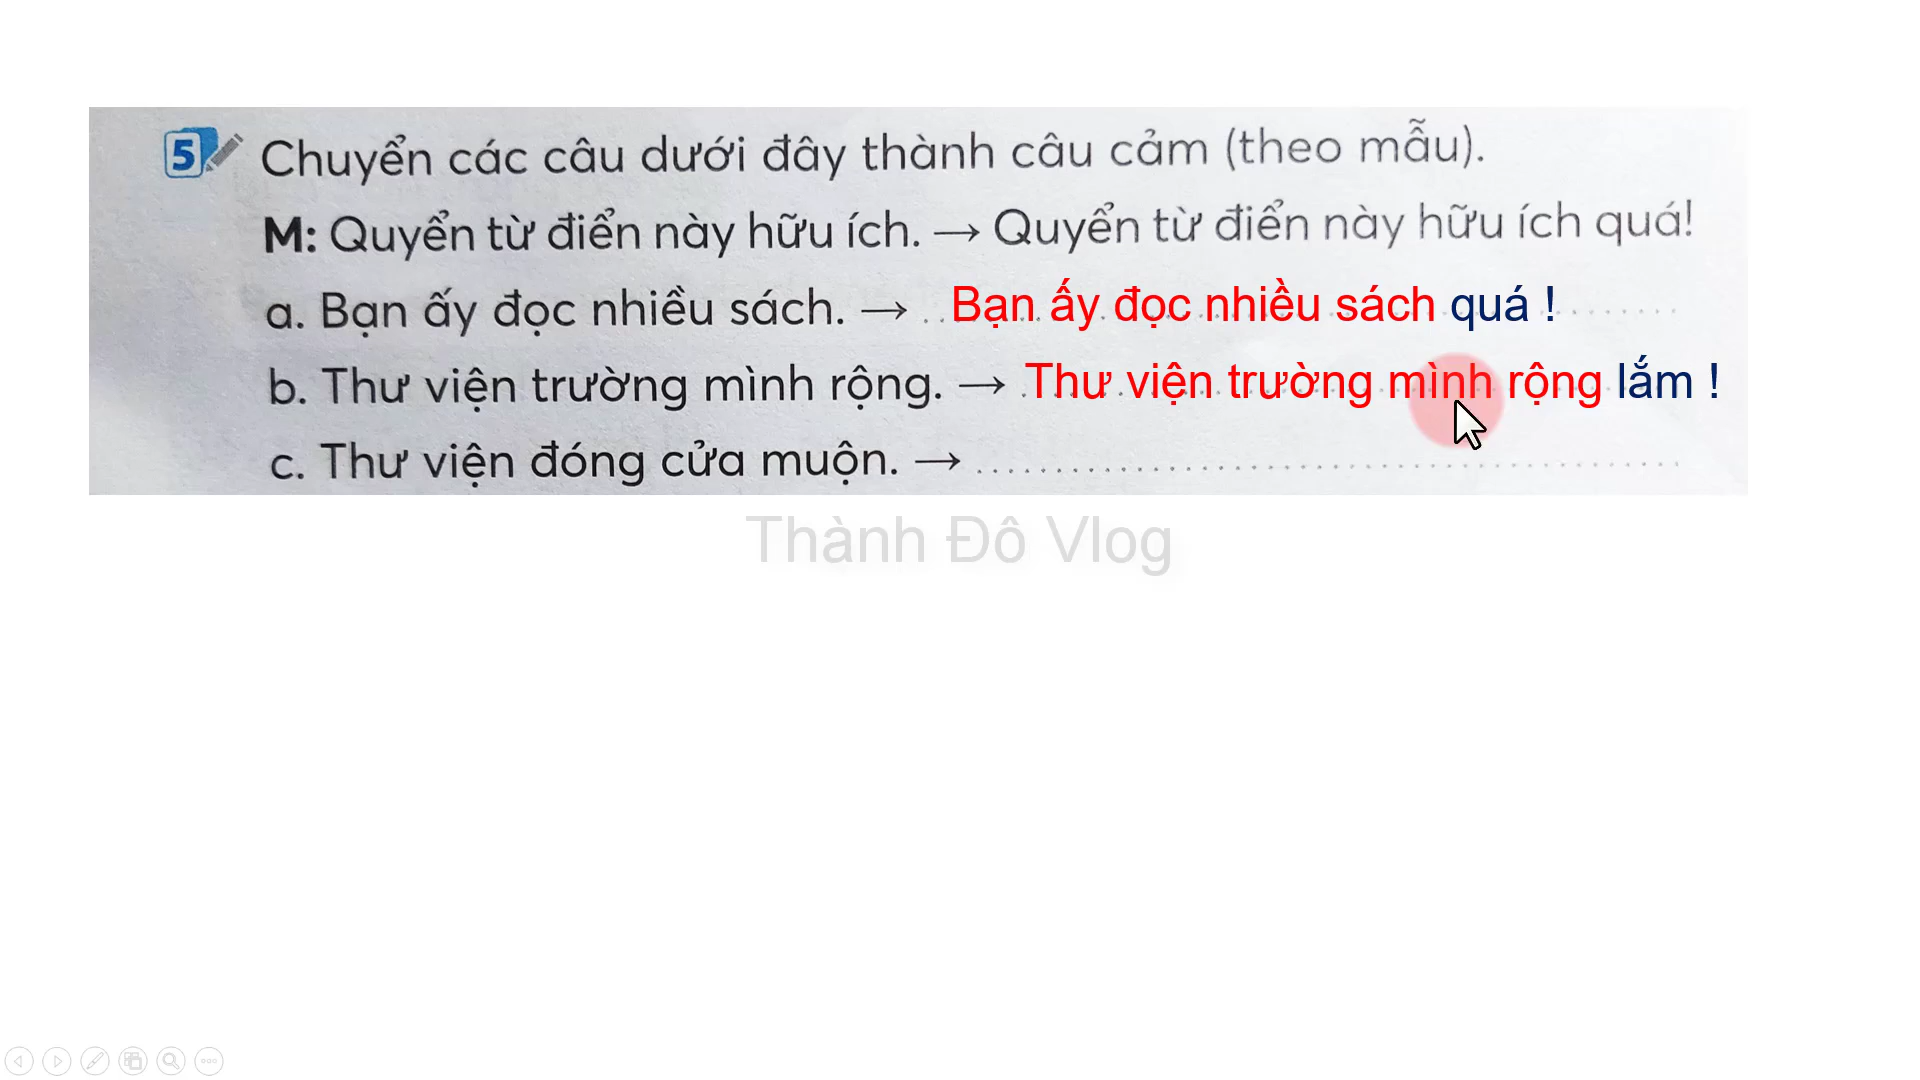 5 Chuyển các câu dưới đây thành câu cảm (theo mẫu).
M: Quyển từ điển này hữu ích. → Quyển từ điển này hữu ích quá!
a. Bạn ấy đọc nhiều sách. → Bạn ấy đọc nhiều sách quá !
b. Thư viện trường mình rộng. → Thư viện trường mình rộng lắm !
c. Thư viện đóng cửa muộn. → ........................................
Thành Đô Vlog